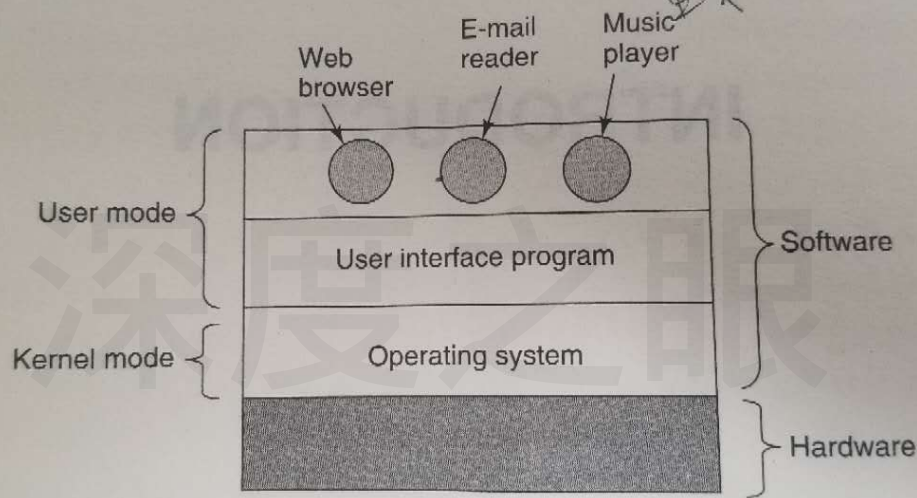 Web
browser
E-mail
reader
Music
player
INTRODUCTION
User mode
Software
User interface program
Kernel mode
Operating system
Hardware
深度之眼